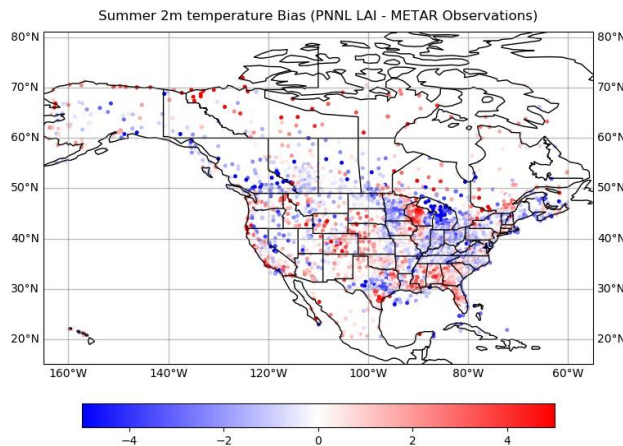 Summer 2m temperature Bias (PNNL LAI - METAR Observations)
80°N 80°N
70°N 70°N
60°N 60°N
50°N 50°N
40°N 40°N
30°N 30°N
20°N 20°N
160°W 140°W 120°W 100°W 80°W 60°W
−4 −2 0 2 4